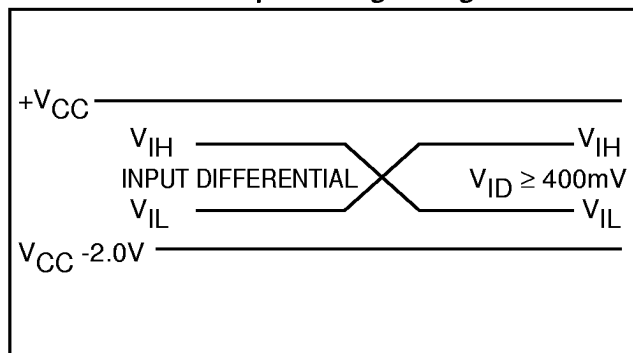 +VCC
VIH VIH
INPUT DIFFERENTIAL VID ≥ 400mV
VIL VIL
VCC -2.0V